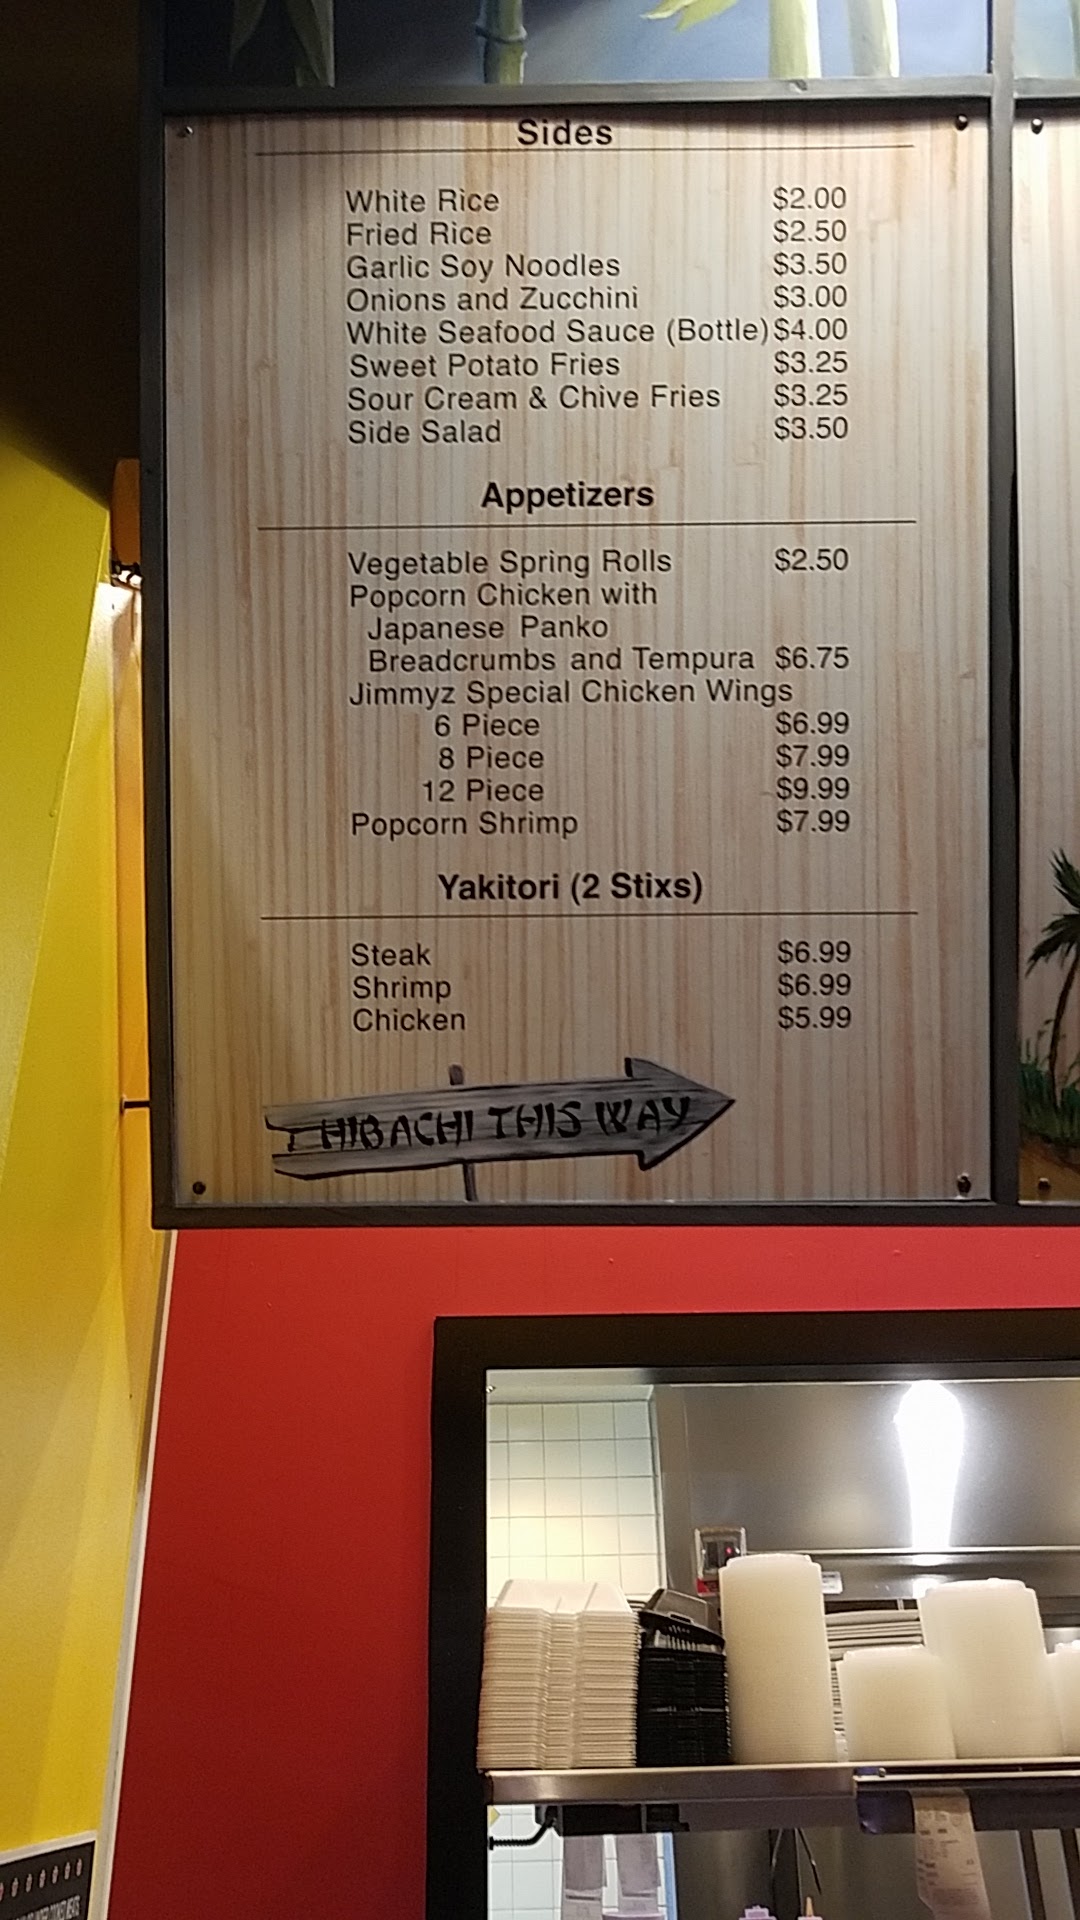 Sides
White Rice $2.00
Fried Rice $2.50
Garlic Soy Noodles $3.50
Onions and Zucchini $3.00
White Seafood Sauce (Bottle) $4.00
Sweet Potato Fries $3.25
Sour Cream & Chive Fries $3.25
Side Salad $3.50
Appetizers
Vegetable Spring Rolls $2.50
Popcorn Chicken with
Japanese Panko
Breadcrumbs and Tempura $6.75
Jimmyz Special Chicken Wings
6 Piece $6.99
8 Piece $7.99
12 Piece $9.99
Popcorn Shrimp $7.99
Yakitori (2 Stixs)
Steak $6.99
Shrimp $6.99
Chicken $5.99
HIBACHI THIS WAY